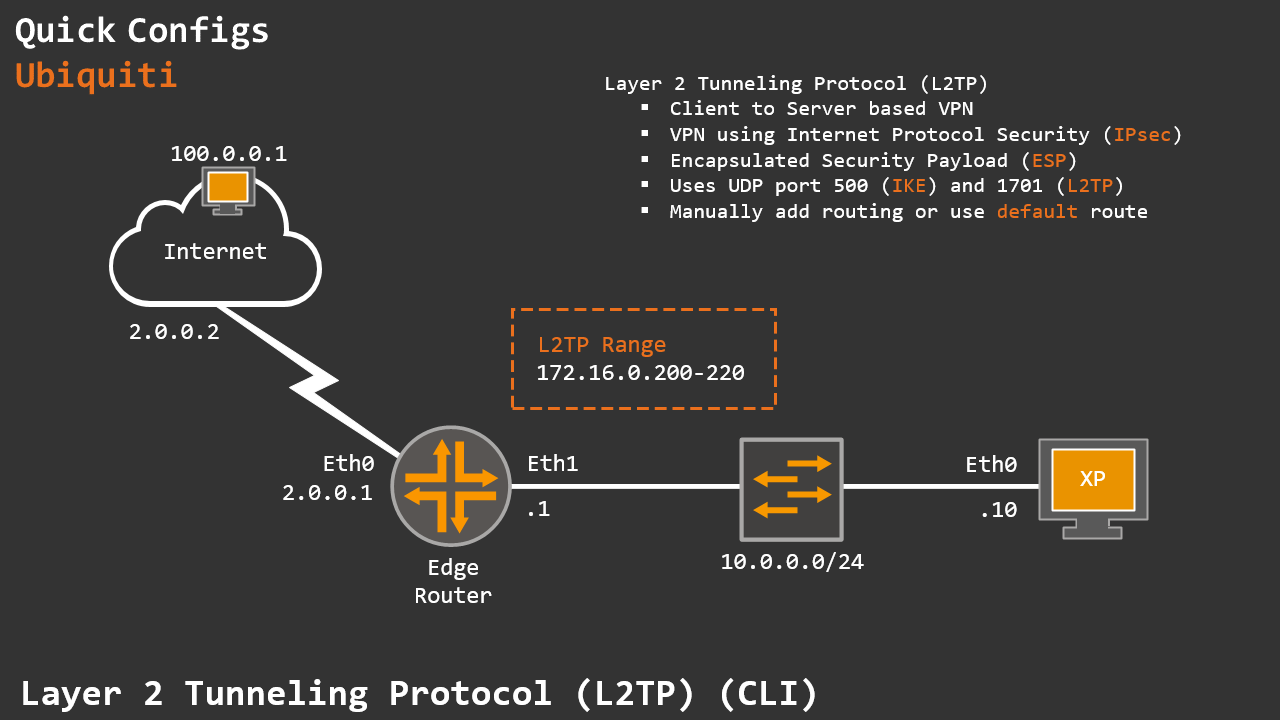 Quick Configs
Ubiquiti
Layer 2 Tunneling Protocol (L2TP)
▪ Client to Server based VPN
▪ VPN using Internet Protocol Security (IPsec)
▪ Encapsulated Security Payload (ESP)
▪ Uses UDP port 500 (IKE) and 1701 (L2TP)
▪ Manually add routing or use default route
100.0.0.1
Internet
2.0.0.2
L2TP Range
172.16.0.200-220
Eth0
2.0.0.1
Eth1
.1
Eth0
.10
XP
10.0.0.0/24
Edge
Router
Layer 2 Tunneling Protocol (L2TP) (CLI)